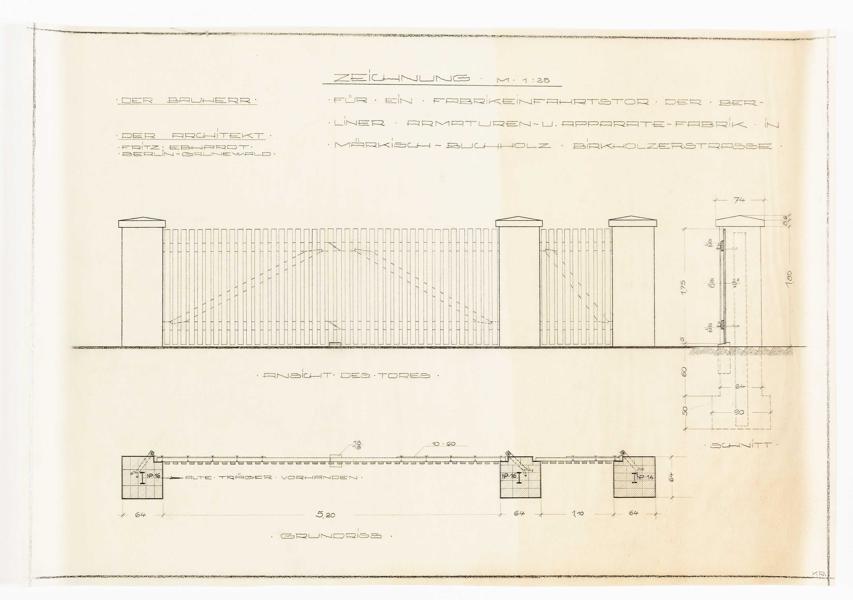 ZEICHNUNG · M · 1:25
· DER BAUHERR ·
· FÜR · EIN · FABRIKEINFAHRTSTOR · DER · BER-
· LINER · ARMATUREN-U. APPARATE-FABRIK · IN
· MÄRKISCH-BUCHHOLZ · BIRKHOLZERSTRASSE ·
· DER ARCHITEKT ·
· FRITZ · EBHARDT ·
· BERLIN-GRUNEWALD ·
74
1,75
1,80
· ANSICHT · DES · TORES ·
60
64
50
90
· SCHNITT ·
10·20
NP·16
NP·16
NP·14
64
ALTE TRÄGER VORHANDEN ·
64
5,20
64
1,10
64
· GRUNDRISS ·
K.R.